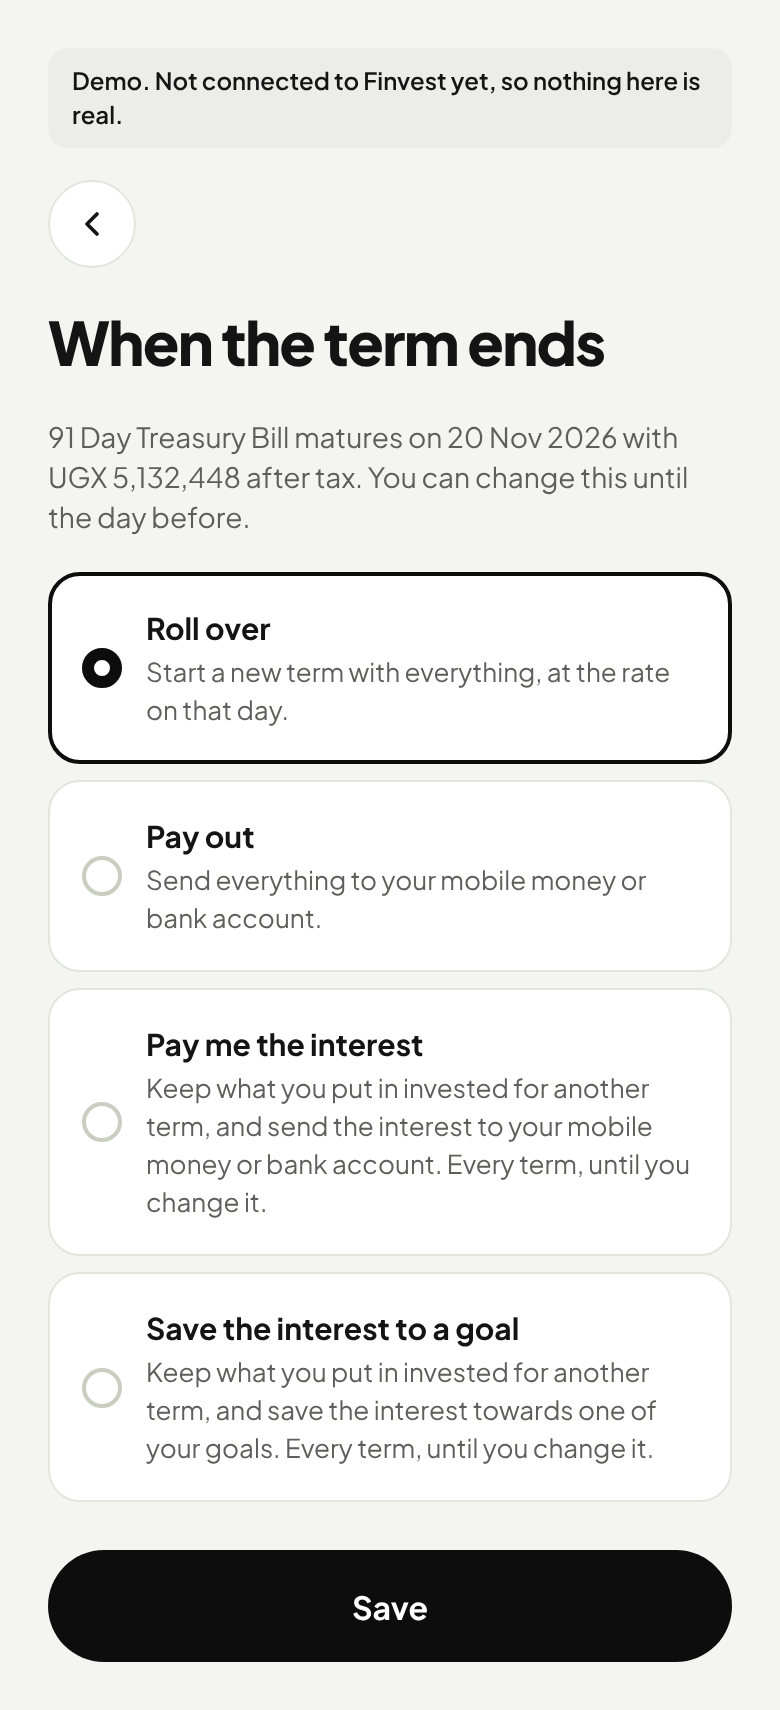 Demo. Not connected to Finvest yet, so nothing here is
real.
When the term ends
91 Day Treasury Bill matures on 20 Nov 2026 with
UGX 5,132,448 after tax. You can change this until
the day before.
Roll over
Start a new term with everything, at the rate
on that day.
Pay out
Send everything to your mobile money or
bank account.
Pay me the interest
Keep what you put in invested for another
term, and send the interest to your mobile
money or bank account. Every term, until you
change it.
Save the interest to a goal
Keep what you put in invested for another
term, and save the interest towards one of
your goals. Every term, until you change it.
Save